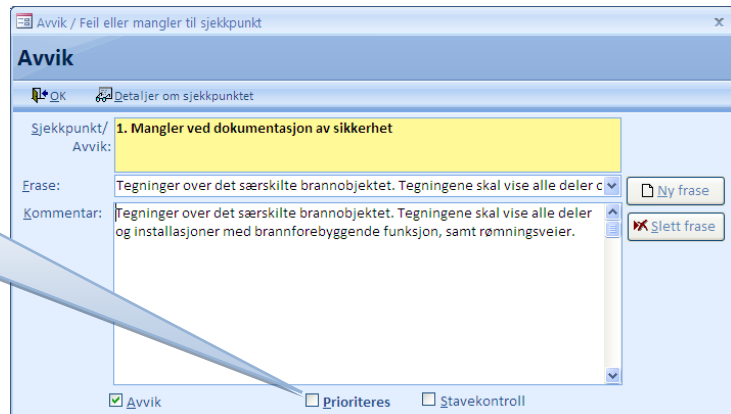 Avvik / Feil eller mangler til sjekkpunkt x
Avvik
OK Detaljer om sjekkpunktet
Sjekkpunkt/ 1. Mangler ved dokumentasjon av sikkerhet
Avvik:
Frase: Tegninger over det særskilte brannobjektet. Tegningene skal vise alle deler c
Ny frase
Kommentar: Tegninger over det særskilte brannobjektet. Tegningene skal vise alle deler
og installasjoner med brannforebyggende funksjon, samt rømningsveier.
Slett frase
Avvik Prioriteres Stavekontroll